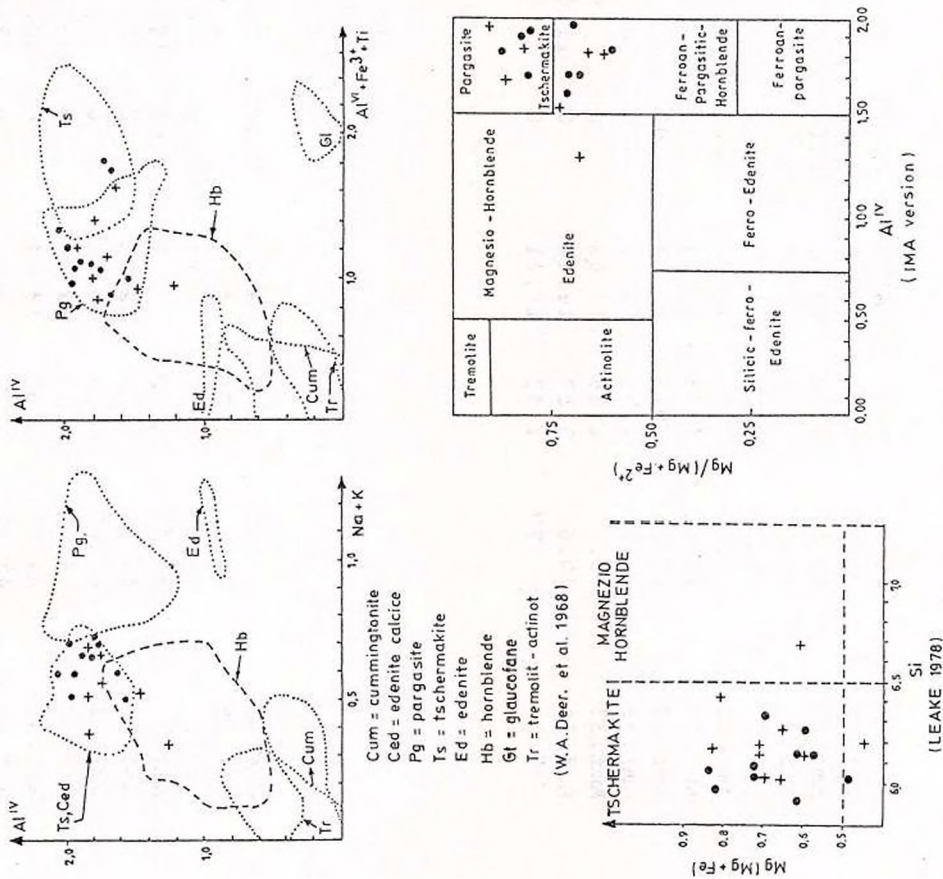 Al^IV
2,0
1,0
Pg.
Ts,Ced
Ed
Hb
Cum
Tr
0,5
1,0
Na + K
Al^IV
2,0
1,0
Ts
Pg
Hb
Ed
Cum
Tr
Gl
1,0
2,0
Al^VI + Fe^3+ + Ti
Cum = cummingtonite
Ced = edenite calcice
Pg = pargasite
Ts = tschermakite
Ed = edenite
Hb = hornblende
Gt = glaucofane
Tr = tremolit - actinot
(W.A.Deer. et al. 1968)
TSCHERMAKITE
MAGNEZIO
HORNBLENDE
Mg(Mg + Fe)
0.9
0.8
0.7
0.6
0.5
6.0
6.5
7.0
Si
(LEAKE 1978)
Mg/(Mg + Fe^2+)
0,75
0,50
0,25
Tremolite
Actinolite
Magnesio - Hornblende
Edenite
Pargasite
Tschermakite
Silicic - ferro -
Edenite
Ferro - Edenite
Ferroan -
Pargasitic -
Hornblende
Ferroan -
pargasite
0,00
0,50
1,00
1,50
2,00
Al^IV
( IMA version )